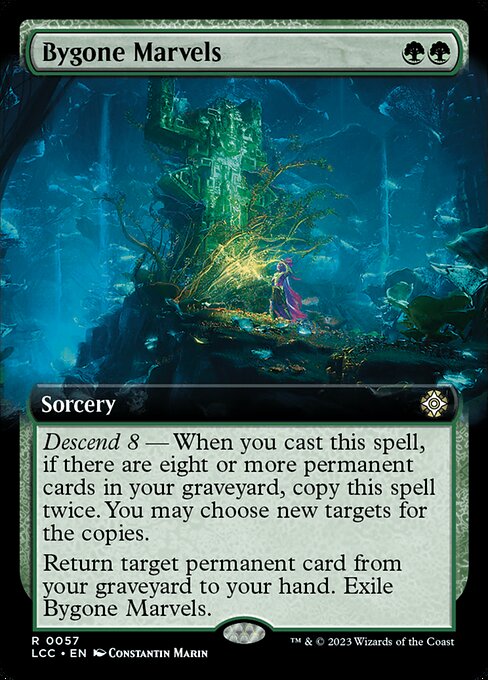 Bygone Marvels
Sorcery
Descend 8 — When you cast this spell,
if there are eight or more permanent
cards in your graveyard, copy this spell
twice. You may choose new targets for
the copies.
Return target permanent card from
your graveyard to your hand. Exile
Bygone Marvels.
R 0057
LCC • EN Constantin Marin
™ & © 2023 Wizards of the Coast